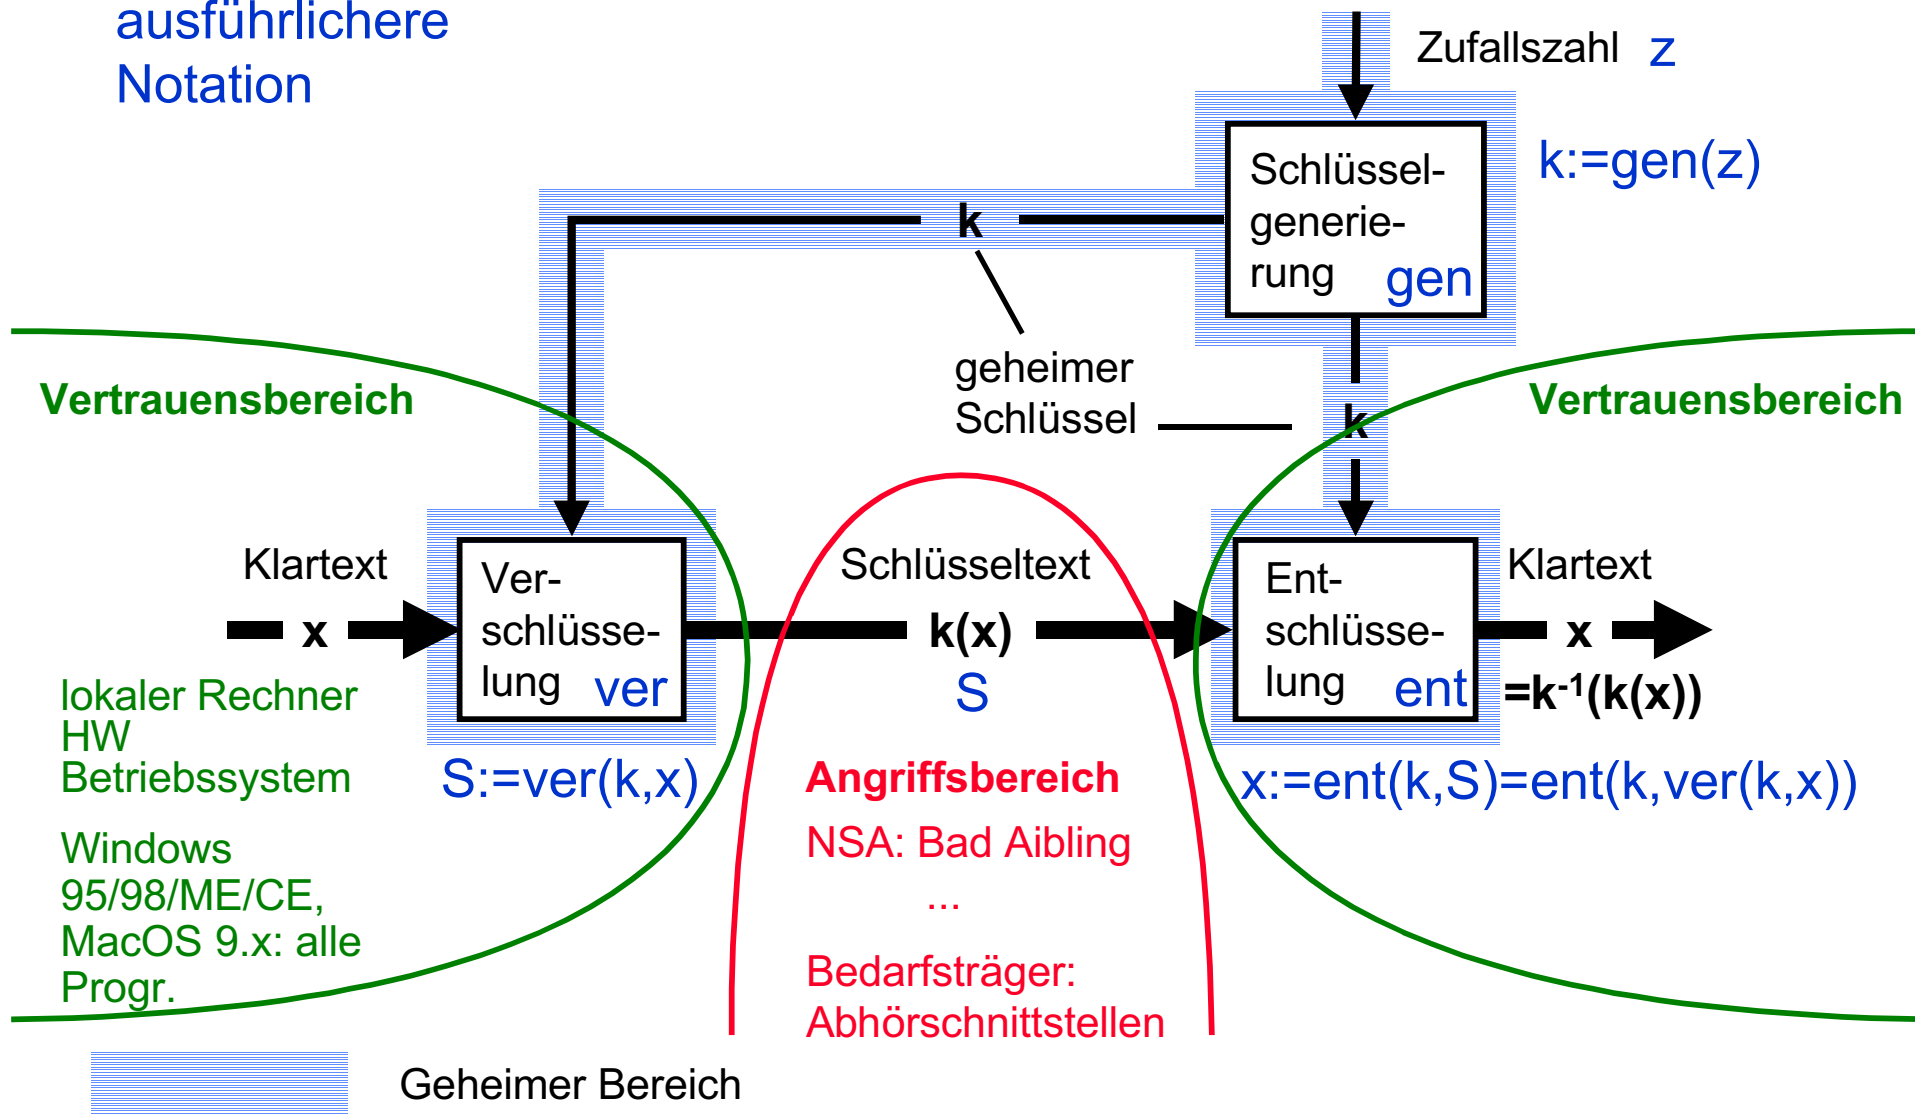 ausführlichere
Notation
Zufallszahl z
Schlüssel-
generie-
rung gen
k:=gen(z)
k
geheimer
Schlüssel
k
Vertrauensbereich
Vertrauensbereich
Klartext
x
Ver-
schlüsse-
lung ver
Schlüsseltext
k(x)
S
Ent-
schlüsse-
lung ent
Klartext
x
=k⁻¹(k(x))
S:=ver(k,x)
x:=ent(k,S)=ent(k,ver(k,x))
lokaler Rechner
HW
Betriebssystem
Windows
95/98/ME/CE,
MacOS 9.x: alle
Progr.
Angriffsbereich
NSA: Bad Aibling
...
Bedarfsträger:
Abhörschnittstellen
Geheimer Bereich